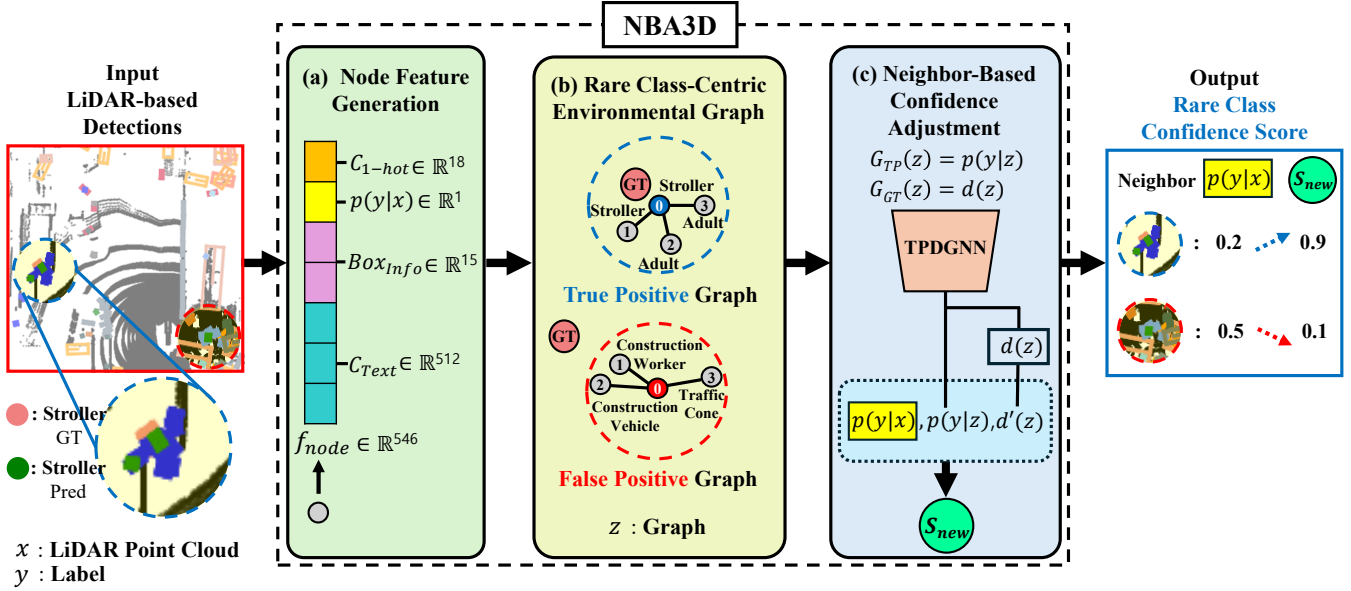 NBA3D
Input
LiDAR-based
Detections
: Stroller
GT
: Stroller
Pred
x : LiDAR Point Cloud
y : Label
(a) Node Feature
Generation
C_{1-hot} ∈ ℝ^{18}
p(y|x) ∈ ℝ^1
Box_{Info} ∈ ℝ^{15}
C_{Text} ∈ ℝ^{512}
f_{node} ∈ ℝ^{546}
(b) Rare Class-Centric
Environmental Graph
GT
Stroller
Stroller
0
3
1
Adult
2
Adult
True Positive Graph
GT
Construction
Worker
1
2
0
3
Construction
Vehicle
Traffic
Cone
False Positive Graph
z : Graph
(c) Neighbor-Based
Confidence
Adjustment
G_{TP}(z) = p(y|z)
G_{GT}(z) = d(z)
TPDGNN
d(z)
p(y|x), p(y|z), d'(z)
S_{new}
Output
Rare Class
Confidence Score
Neighbor p(y|x) S_{new}
: 0.2 0.9
: 0.5 0.1